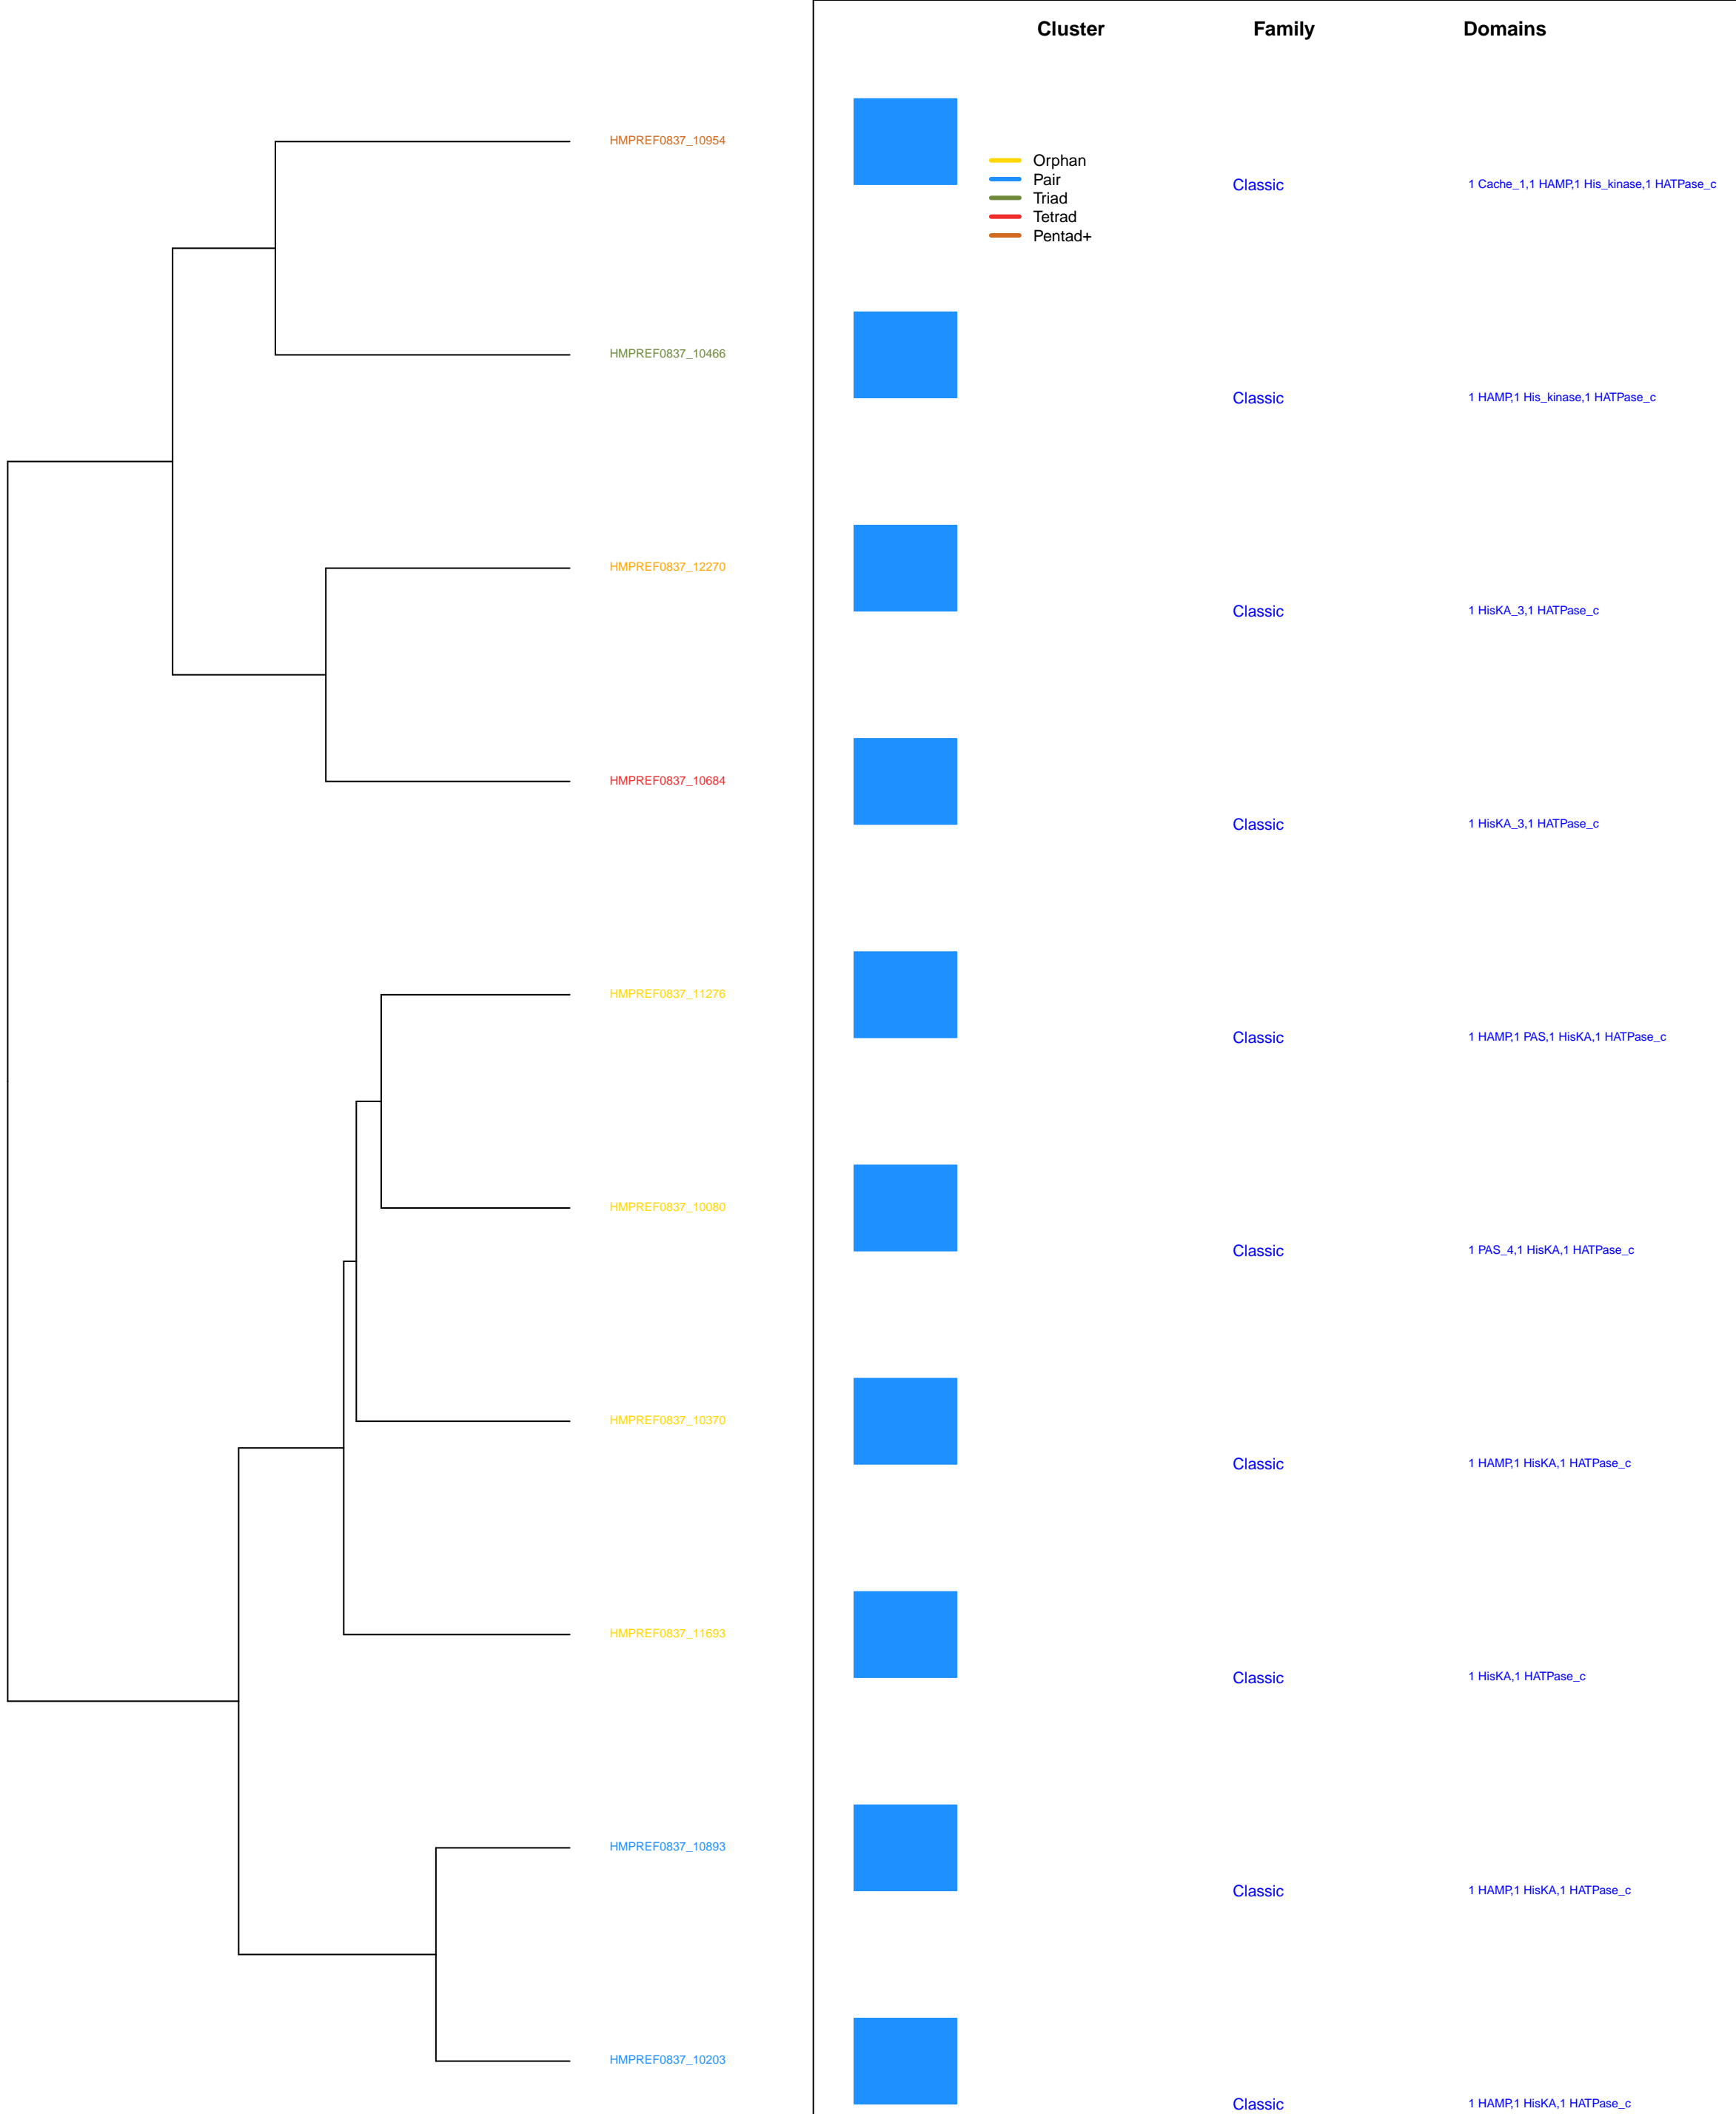 Cluster Family Domains
HMPREF0837_10954
Orphan
Pair
Triad
Tetrad
Pentad+
Classic 1 Cache_1,1 HAMP,1 His_kinase,1 HATPase_c
HMPREF0837_10466
Classic 1 HAMP,1 His_kinase,1 HATPase_c
HMPREF0837_12270
Classic 1 HisKA_3,1 HATPase_c
HMPREF0837_10684
Classic 1 HisKA_3,1 HATPase_c
HMPREF0837_11276
Classic 1 HAMP,1 PAS,1 HisKA,1 HATPase_c
HMPREF0837_10080
Classic 1 PAS_4,1 HisKA,1 HATPase_c
HMPREF0837_10370
Classic 1 HAMP,1 HisKA,1 HATPase_c
HMPREF0837_11693
Classic 1 HisKA,1 HATPase_c
HMPREF0837_10893
Classic 1 HAMP,1 HisKA,1 HATPase_c
HMPREF0837_10203
Classic 1 HAMP,1 HisKA,1 HATPase_c